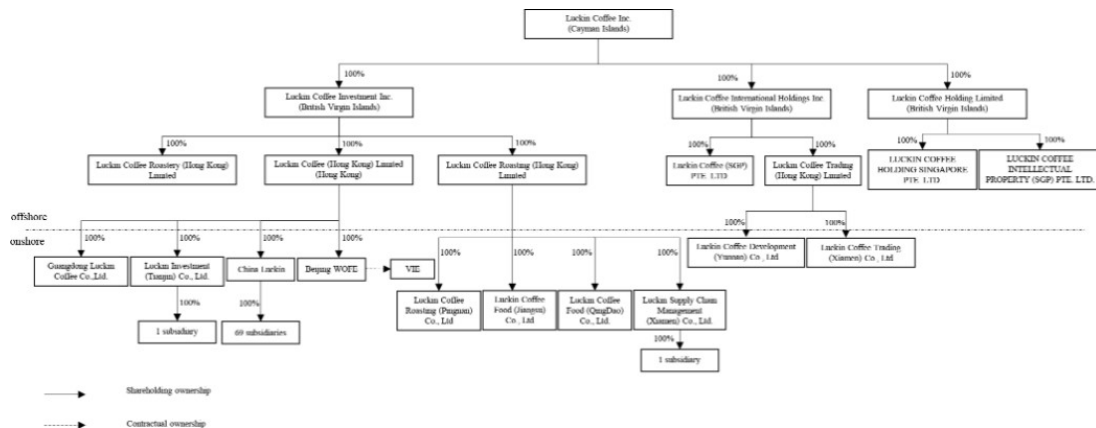 Luckin Coffee Inc.
(Cayman Islands)
100%
100%
100%
Luckin Coffee Investment Inc.
(British Virgin Islands)
Luckin Coffee International Holdings Inc
(British Virgin Islands)
Luckin Coffee Holding Limited
(British Virgin Islands)
100%
100%
100%
100%
100%
100%
100%
Luckin Coffee Roastery (Hong Kong)
Limited
Luckin Coffee (Hong Kong) Limited
(Hong Kong)
Luckin Coffee Roasting (Hong Kong)
Limited
Luckin Coffee (SGP)
PTE. LTD
Luckin Coffee Trading
(Hong Kong) Limited
LUCKIN COFFEE
HOLDING SINGAPORE
PTE. LTD
LUCKIN COFFEE
INTELLECTUAL
PROPERTY (SGP) PTE. LTD.
offshore
onshore
100%
100%
100%
100%
100%
100%
100%
100%
100%
100%
Guangdong Luckin
Coffee Co.,Ltd.
Luckin Investment
(Tianjin) Co., Ltd.
China Luckin
Beijing WOFE
VIE
Luckin Coffee Development
(Yunnan) Co., Ltd
Luckin Coffee Trading
(Xiamen) Co., Ltd
100%
100%
1 subsidiary
69 subsidiaries
Luckin Coffee
Roasting (Pingnan)
Co., Ltd
Luckin Coffee
Food (Jiangsu)
Co., Ltd
Luckin Coffee
Food (QingDao)
Co., Ltd.
Luckin Supply Chain
Management
(Xiamen) Co., Ltd.
100%
1 subsidiary
Shareholding ownership
Contractual ownership